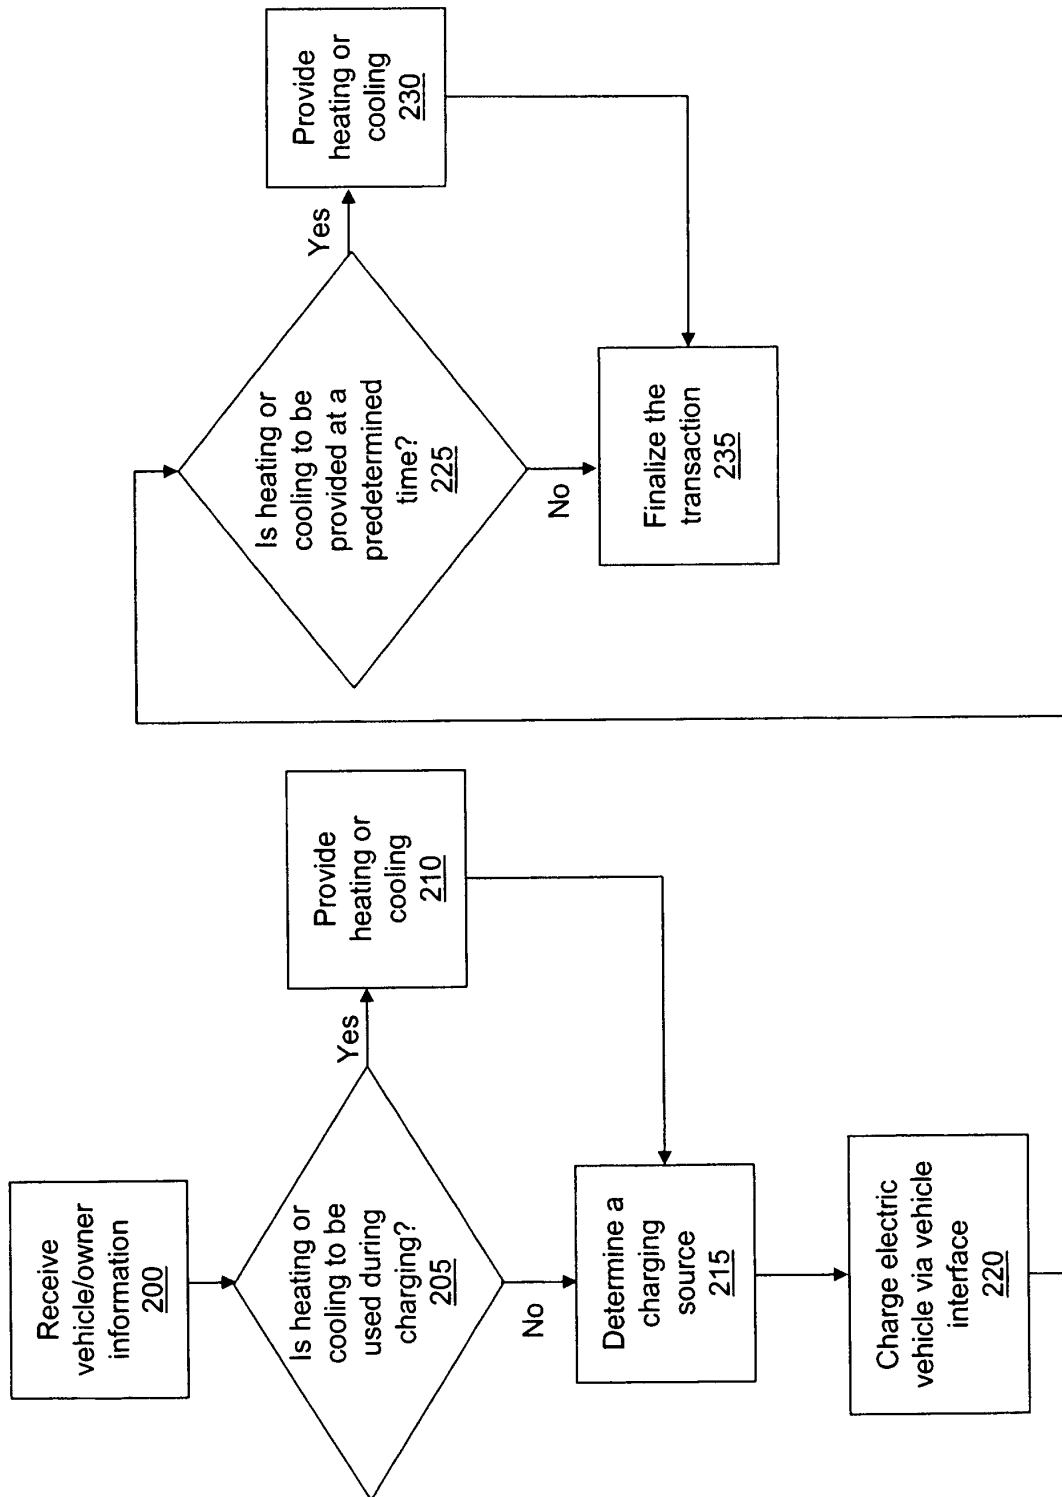 Receive
vehicle/owner
information
200
Is heating or
cooling to be
used during
charging?
205
Yes
Provide
heating or
cooling
210
No
Determine a
charging
source
215
Charge electric
vehicle via vehicle
interface
220
Is heating or
cooling to be
provided at a
predetermined
time?
225
Yes
Provide
heating or
cooling
230
No
Finalize the
transaction
235